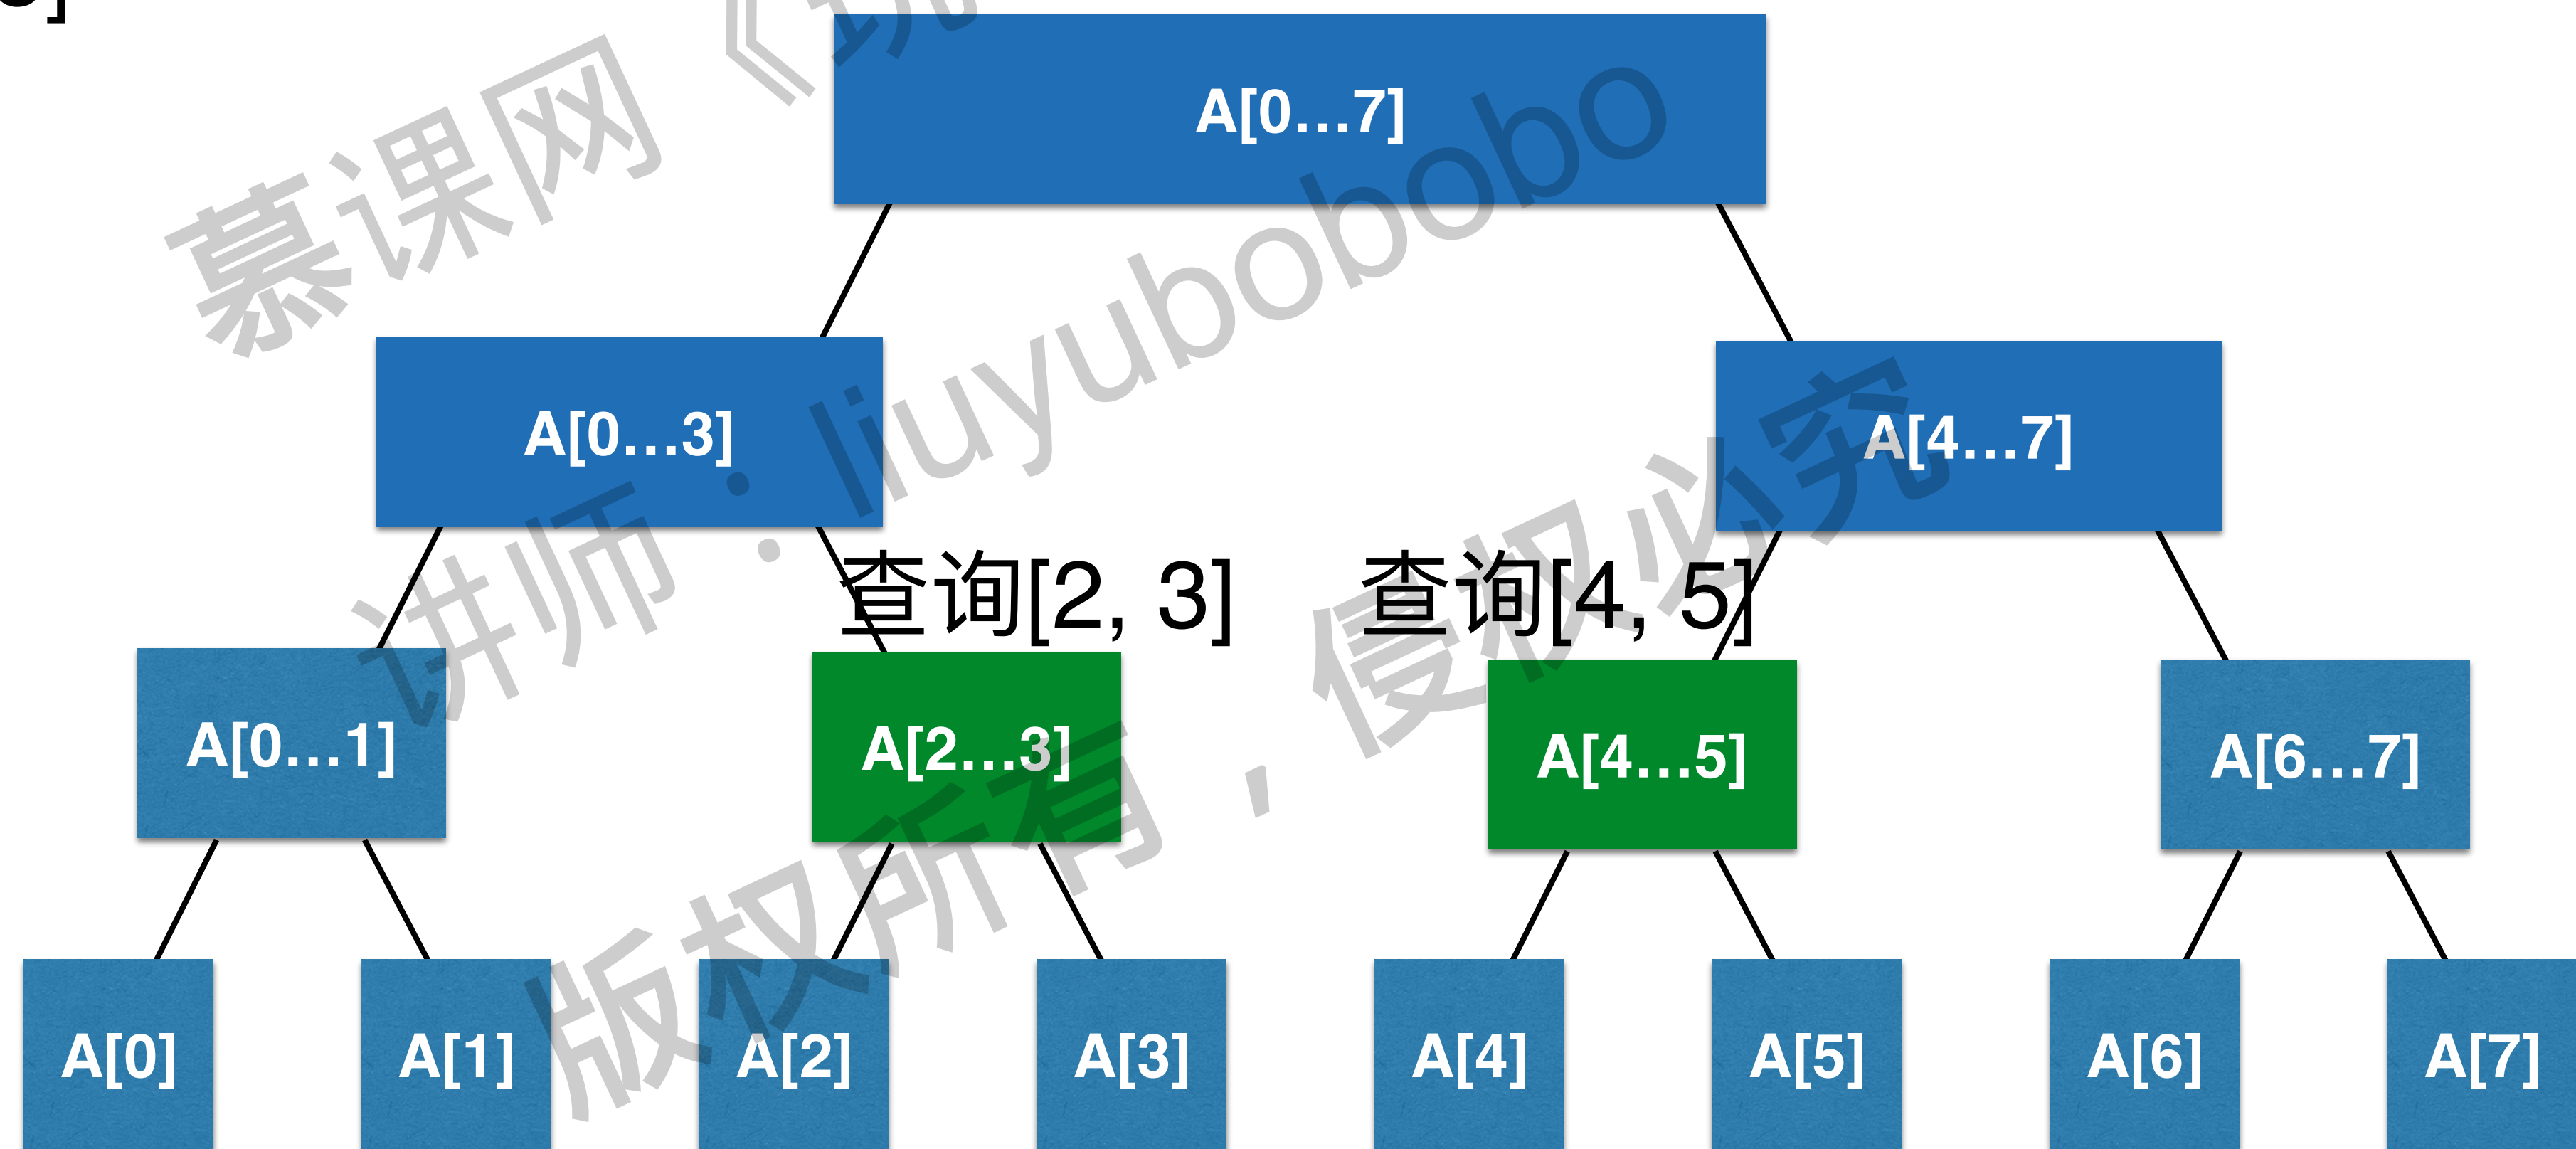 A[0…7]
A[0…3]
A[4…7]
查询[2, 3]
查询[4, 5]
A[0…1]
A[2…3]
A[4…5]
A[6…7]
A[0]
A[1]
A[2]
A[3]
A[4]
A[5]
A[6]
A[7]
慕课网《玩
讲师：liuyubobobo
版权所有，侵权必究